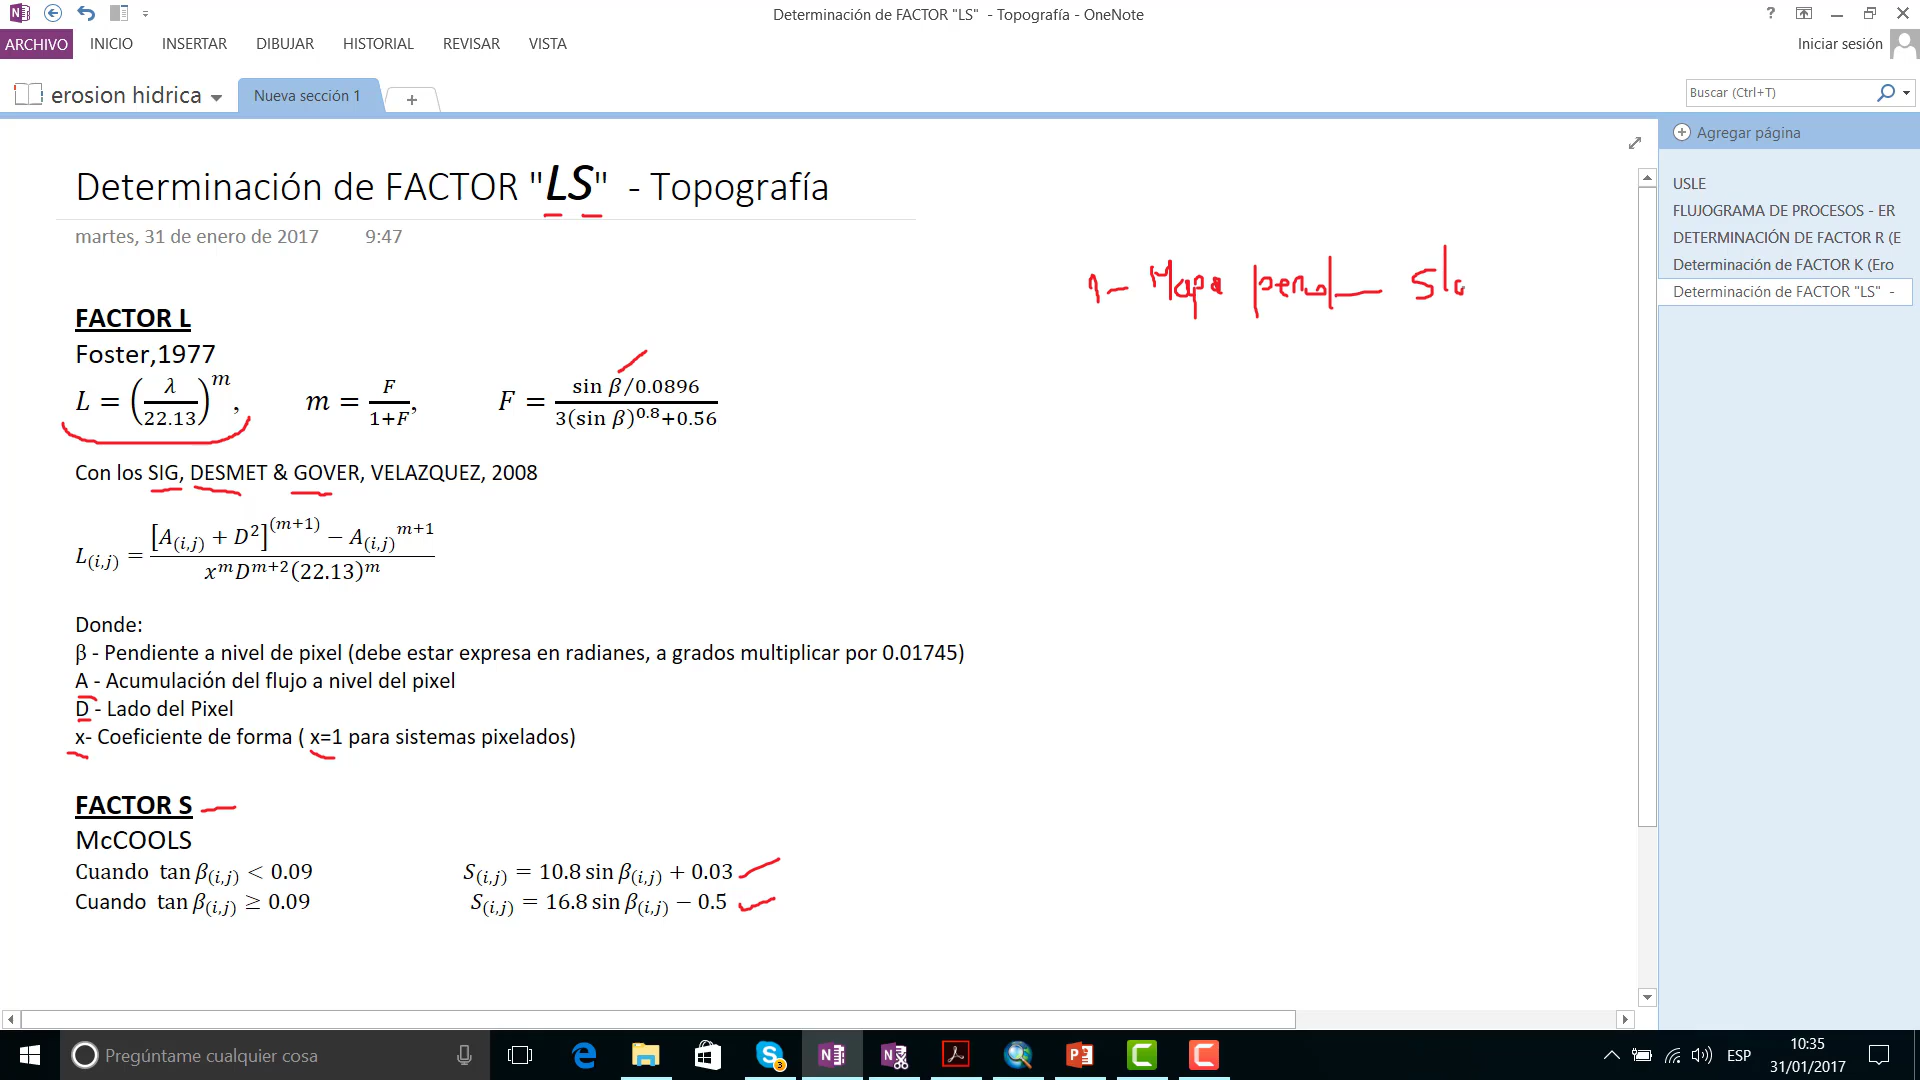 Determinación de FACTOR "LS" - Topografía - OneNote
?
ARCHIVO INICIO INSERTAR DIBUJAR HISTORIAL REVISAR VISTA
Iniciar sesión
erosion hidrica
Nueva sección 1
+
Buscar (Ctrl+T)
Agregar página
USLE
FLUJOGRAMA DE PROCESOS - ER
DETERMINACIÓN DE FACTOR R (E
Determinación de FACTOR K (Ero
Determinación de FACTOR "LS" -
Determinación de FACTOR "LS" - Topografía
martes, 31 de enero de 2017 9:47
1- Mapa pend
FACTOR L
Foster,1977
L = (λ/22.13)^m, m = F/(1+F), F = (sin β/0.0896)/(3(sin β)^0.8+0.56)
Con los SIG, DESMET & GOVER, VELAZQUEZ, 2008
L(i,j) = ([A(i,j) + D^2]^(m+1) − A(i,j)^m+1)/(x^m D^m+2 (22.13)^m)
Donde:
β - Pendiente a nivel de pixel (debe estar expresa en radianes, a grados multiplicar por 0.01745)
A - Acumulación del flujo a nivel del pixel
D - Lado del Pixel
x- Coeficiente de forma ( x=1 para sistemas pixelados)
FACTOR S
McCOOLS
Cuando tan β(i,j) < 0.09 S(i,j) = 10.8 sin β(i,j) + 0.03
Cuando tan β(i,j) ≥ 0.09 S(i,j) = 16.8 sin β(i,j) − 0.5
Pregúntame cualquier cosa
3
ESP
10:35
31/01/2017